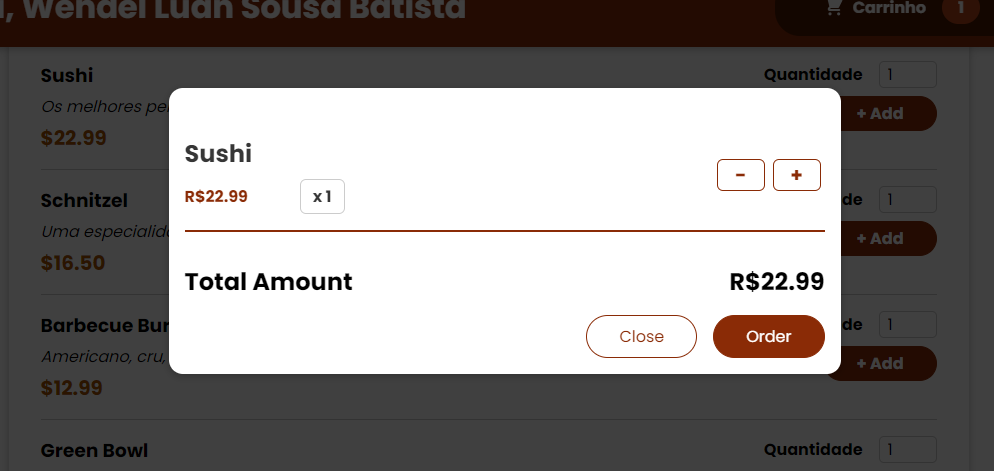 , Wendel Luan Sousa Batista
Carrinho 1
Sushi
Quantidade 1
Os melhores pe
+ Add
$22.99
Sushi
R$22.99
x 1
-
+
Total Amount
R$22.99
Close
Order
Schnitzel
de 1
Uma especialid
+ Add
$16.50
Barbecue Bur
de 1
Americano, cru,
+ Add
$12.99
Green Bowl
Quantidade 1